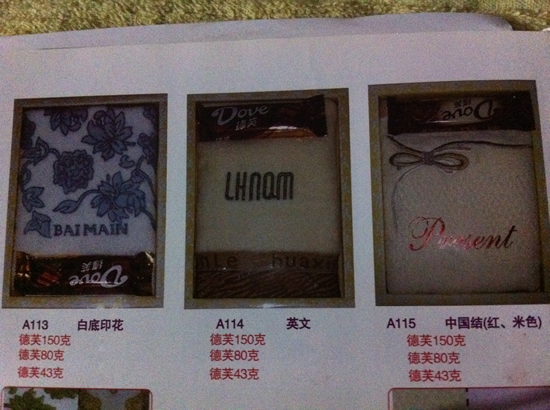 Dove
德芙
LHNQM
Dove
德芙
Present
BAI MAIN
Dove
德芙
A113 白底印花
德芙150克
德芙80克
德芙43克
A114 英文
德芙150克
德芙80克
德芙43克
A115 中国结(红、米色)
德芙150克
德芙80克
德芙43克